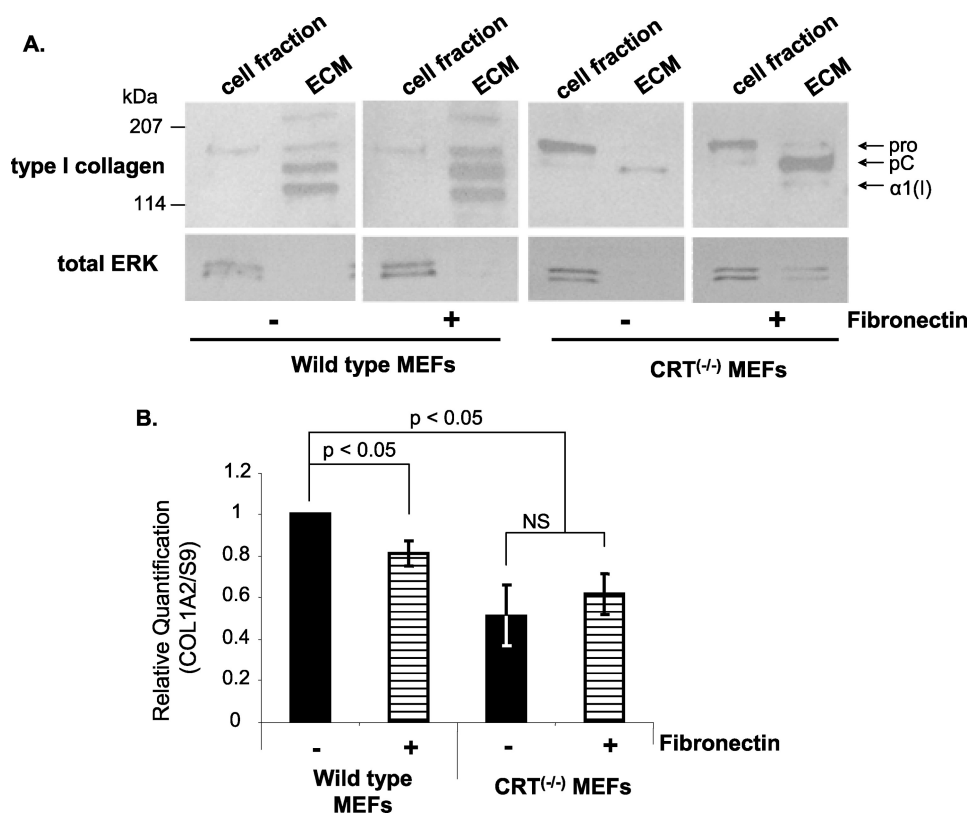 A.
cell fraction ECM cell fraction ECM cell fraction ECM cell fraction ECM
kDa
207
type I collagen
114
pro
pC
α1(I)
total ERK
- + - + Fibronectin
Wild type MEFs CRT(-/-) MEFs
B.
p < 0.05
p < 0.05
NS
Relative Quantification
(COL1A2/S9)
1.2
1
0.8
0.6
0.4
0.2
0
- + - + Fibronectin
Wild type
MEFs
CRT(-/-) MEFs